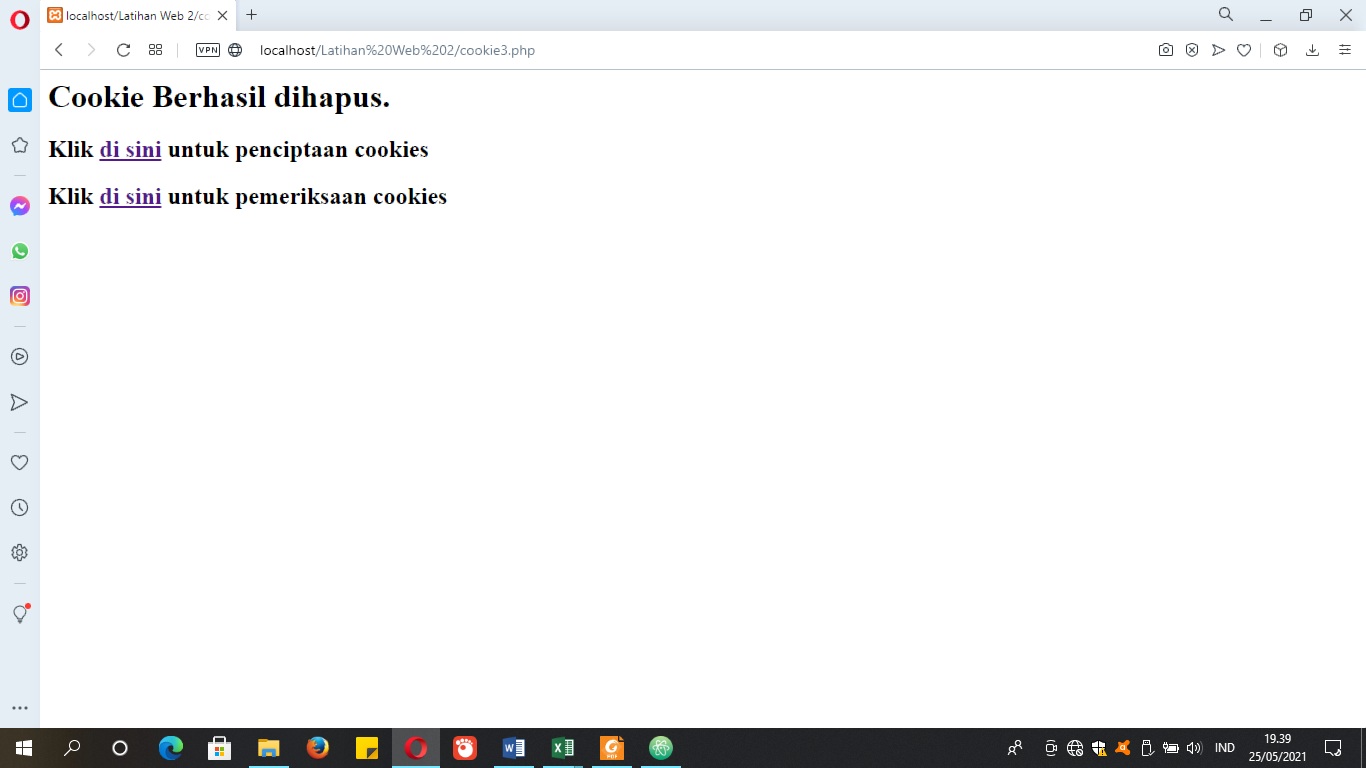 localhost/Latihan Web 2/co
VPN
localhost/Latihan%20Web%202/cookie3.php
Cookie Berhasil dihapus.
Klik di sini untuk penciptaan cookies
Klik di sini untuk pemeriksaan cookies
IND
19.39
25/05/2021